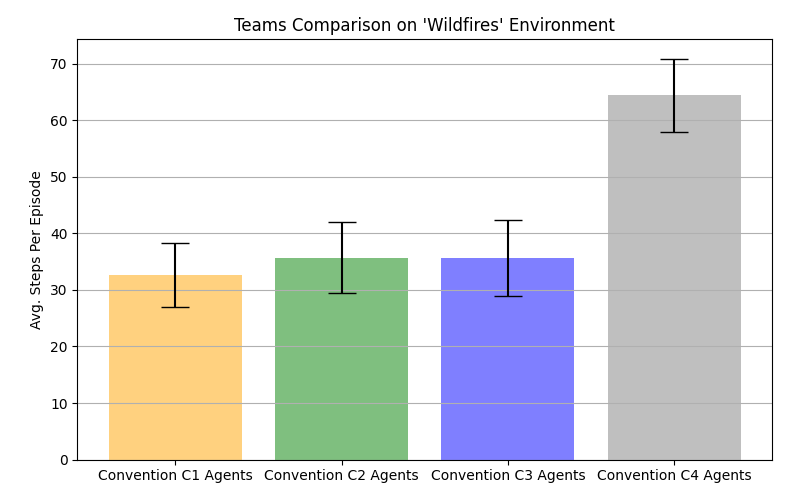 Teams Comparison on 'Wildfires' Environment
Avg. Steps Per Episode
70
60
50
40
30
20
10
0
Convention C1 Agents Convention C2 Agents Convention C3 Agents Convention C4 Agents